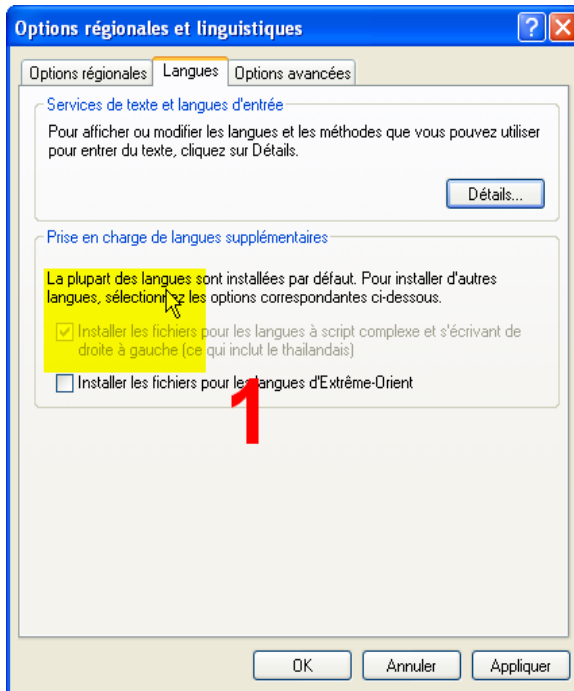 Options régionales et linguistiques
Options régionales Langues Options avancées
Services de texte et langues d'entrée
Pour afficher ou modifier les langues et les méthodes que vous pouvez utiliser
pour entrer du texte, cliquez sur Détails.
Détails...
Prise en charge de langues supplémentaires
La plupart des langues sont installées par défaut. Pour installer d'autres
langues, sélectionnez les options correspondantes ci-dessous.
Installer les fichiers pour les langues à script complexe et s'écrivant de
droite à gauche (ce qui inclut le thaïlandais)
Installer les fichiers pour les langues d'Extrême-Orient
1
OK Annuler Appliquer